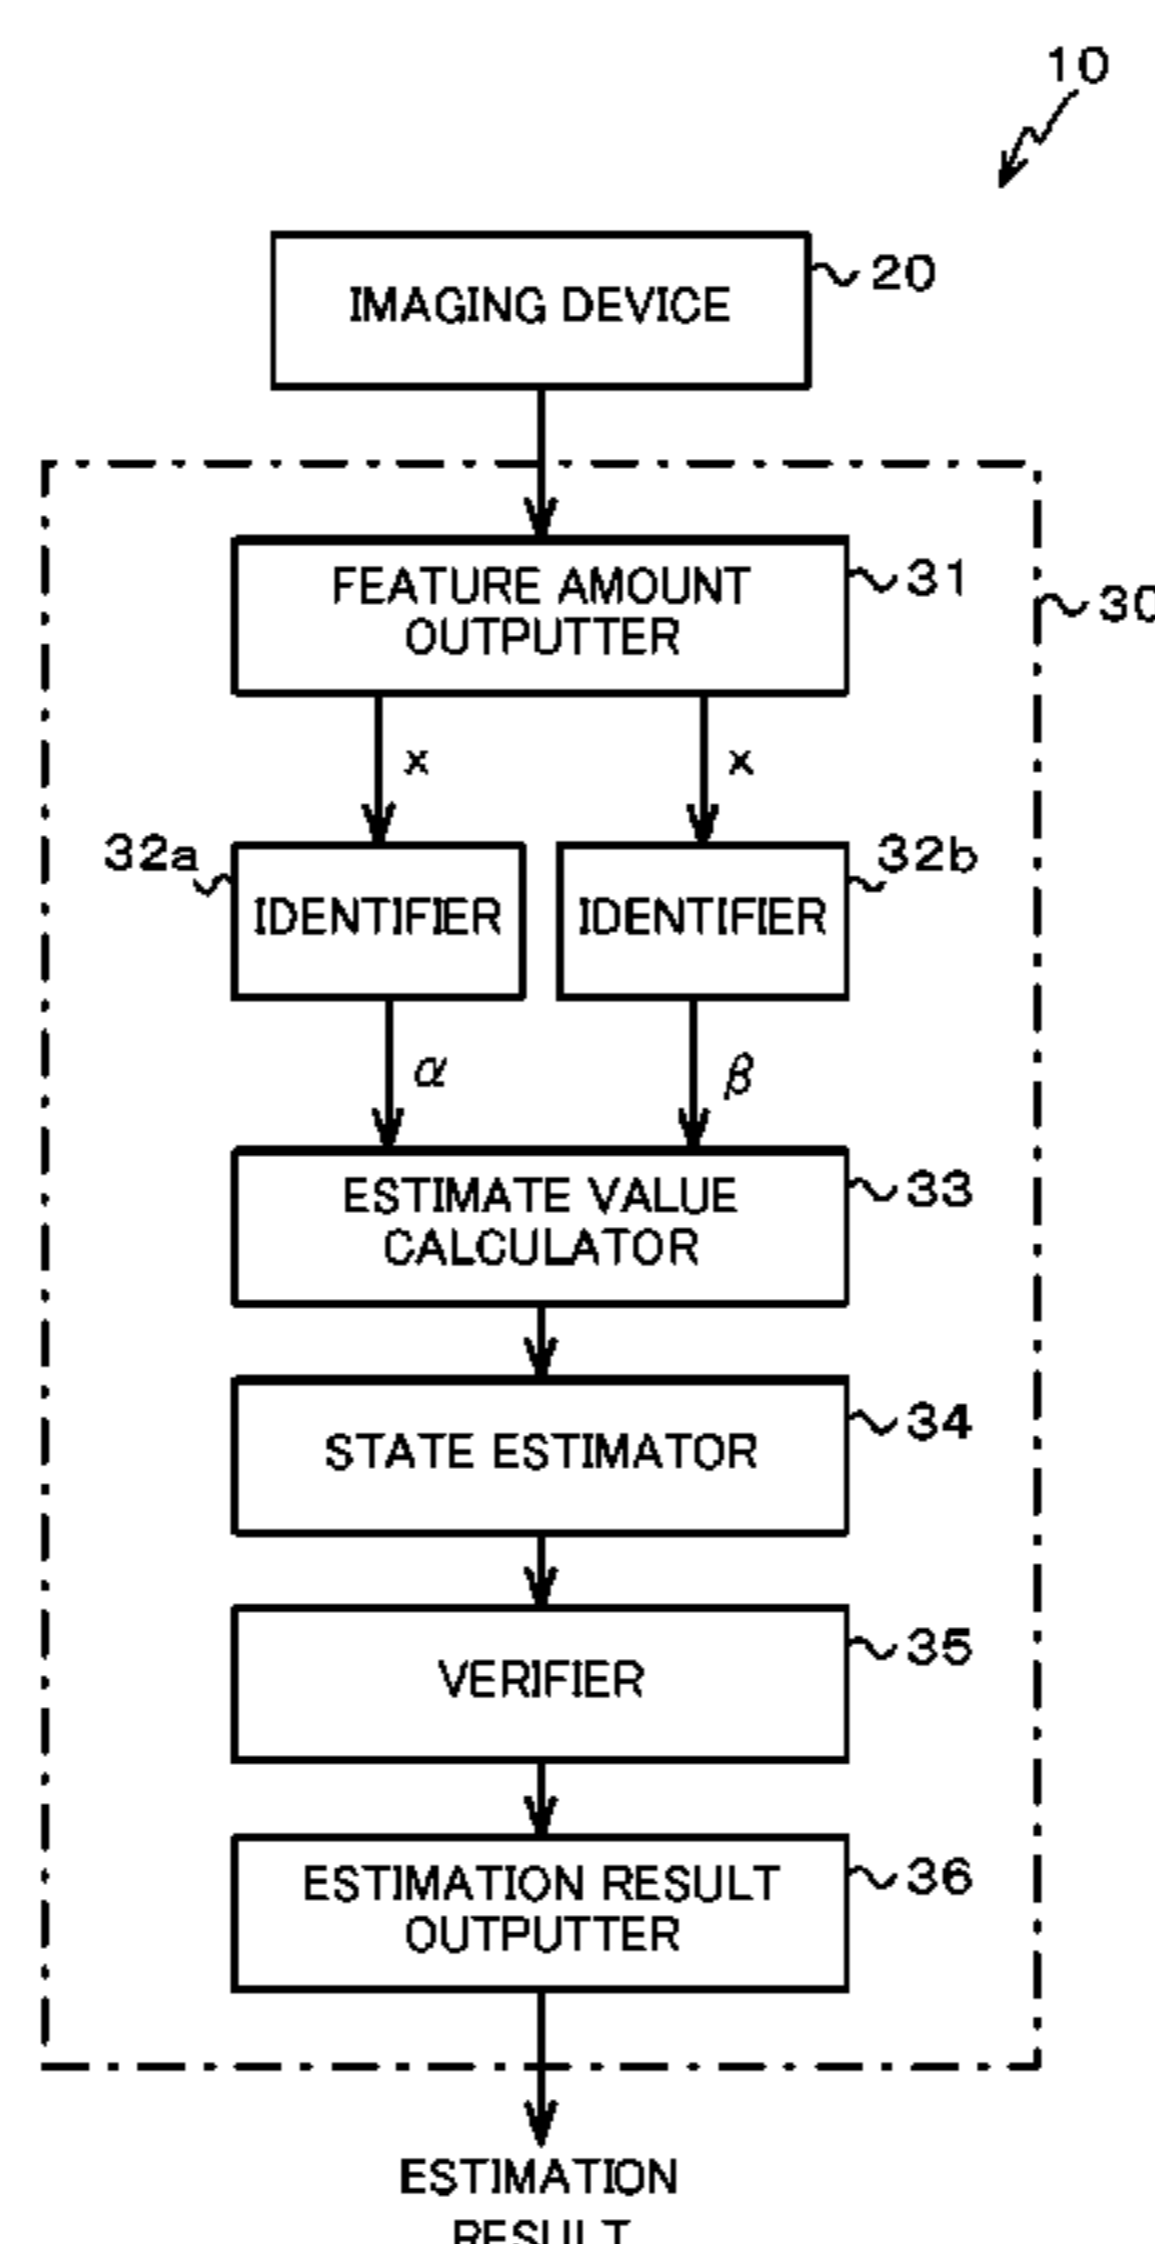 10
IMAGING DEVICE
20
FEATURE AMOUNT
OUTPUTTER
31
30
x
x
32a
IDENTIFIER
IDENTIFIER
32b
α
β
ESTIMATE VALUE
CALCULATOR
33
STATE ESTIMATOR
34
VERIFIER
35
ESTIMATION RESULT
OUTPUTTER
36
ESTIMATION
RESULT